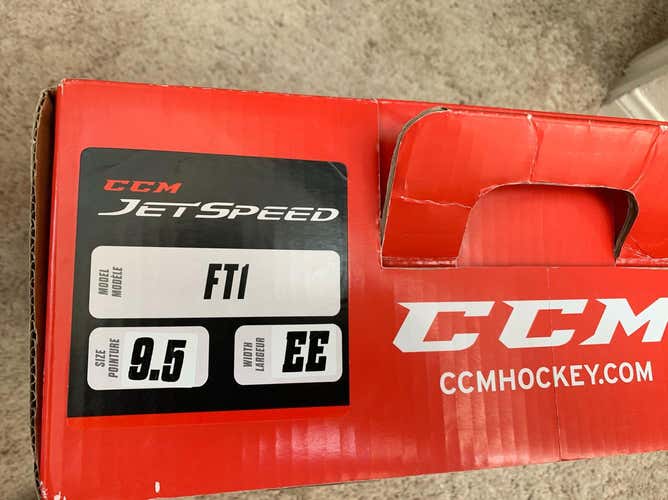 CCM
JETSPEED
MODEL
MODÈLE
FT1
SIZE
POINTURE
9.5
WIDTH
LARGEUR
EE
CCM
CCMHOCKEY.COM